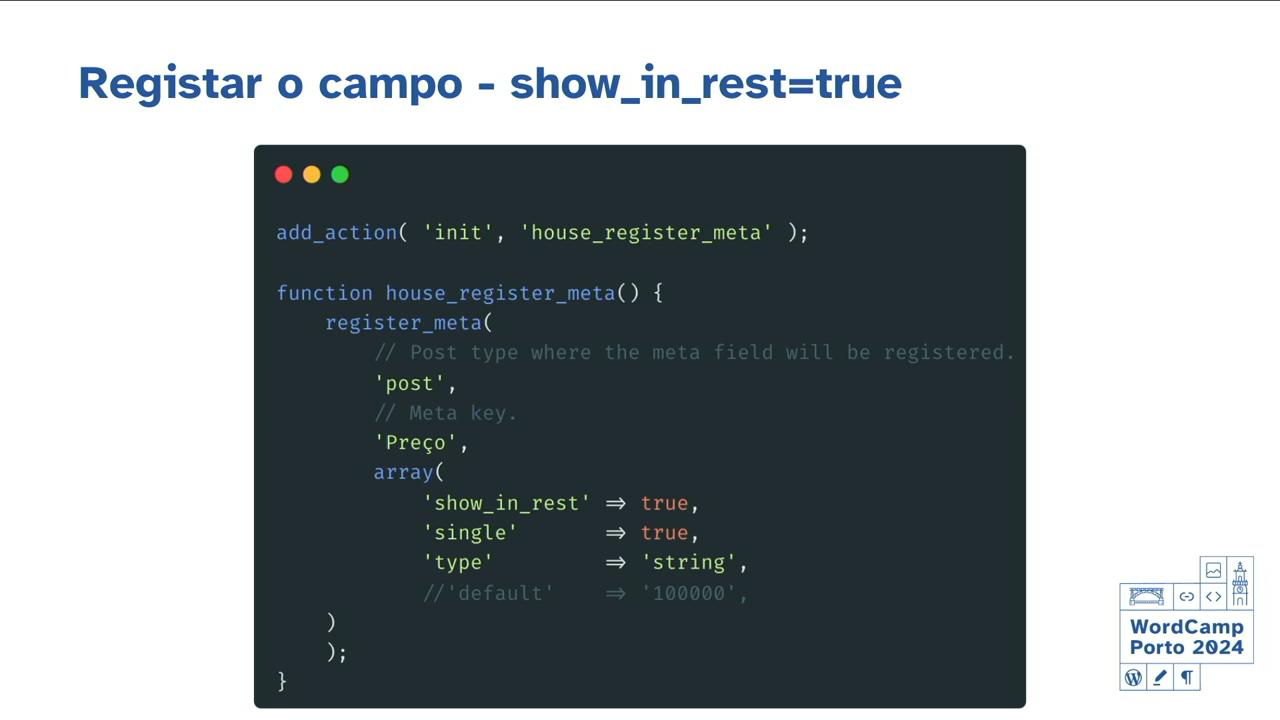 Registar o campo - show_in_rest=true
add_action( 'init', 'house_register_meta' );
function house_register_meta() {
register_meta(
// Post type where the meta field will be registered.
'post',
// Meta key.
'Preço',
array(
'show_in_rest' => true,
'single' => true,
'type' => 'string',
//'default' => '100000',
)
);
}
WordCamp
Porto 2024